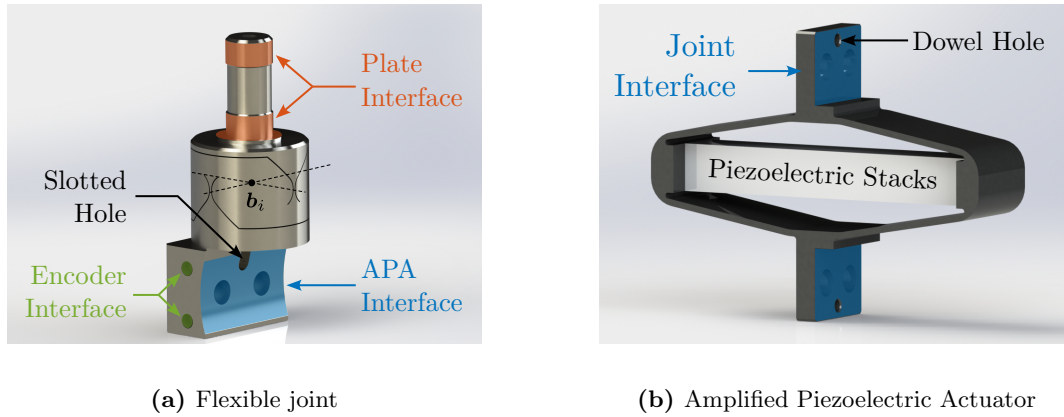 Plate
Interface
Slotted
Hole
b_i
Encoder
Interface
APA
Interface
(a) Flexible joint
Joint
Interface
Dowel Hole
Piezoelectric Stacks
(b) Amplified Piezoelectric Actuator